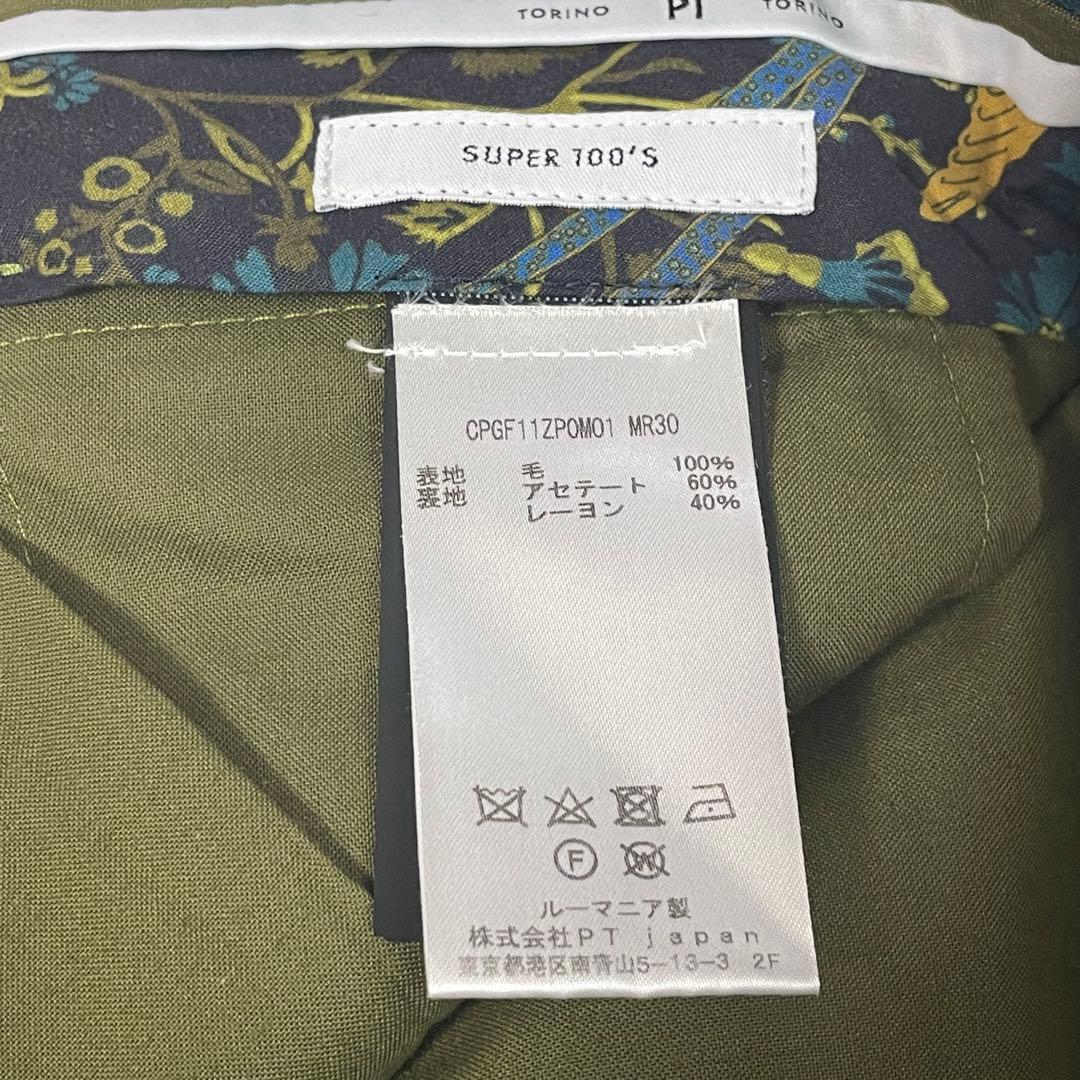 TORINO PT TORINO
SUPER 100'S
CPGF11ZP0M01 MR30
表地 毛 100%
裏地 アセテート 60%
レーヨン 40%
F W
ルーマニア製
株式会社PT japan
東京都港区南青山5-13-3 2F